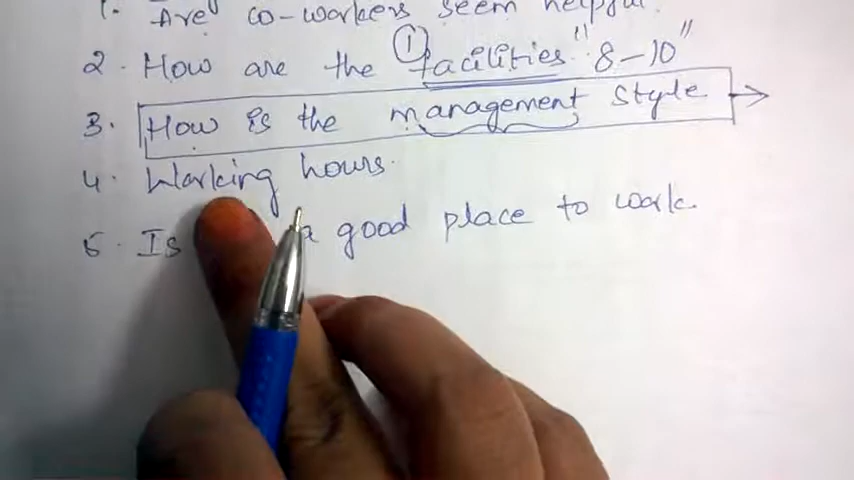 1. Are co-workers seem helpful.
2. How are the ① facilities" 8-10"
3. How is the management style →
4. Working hours.
5. Is a good place to work.